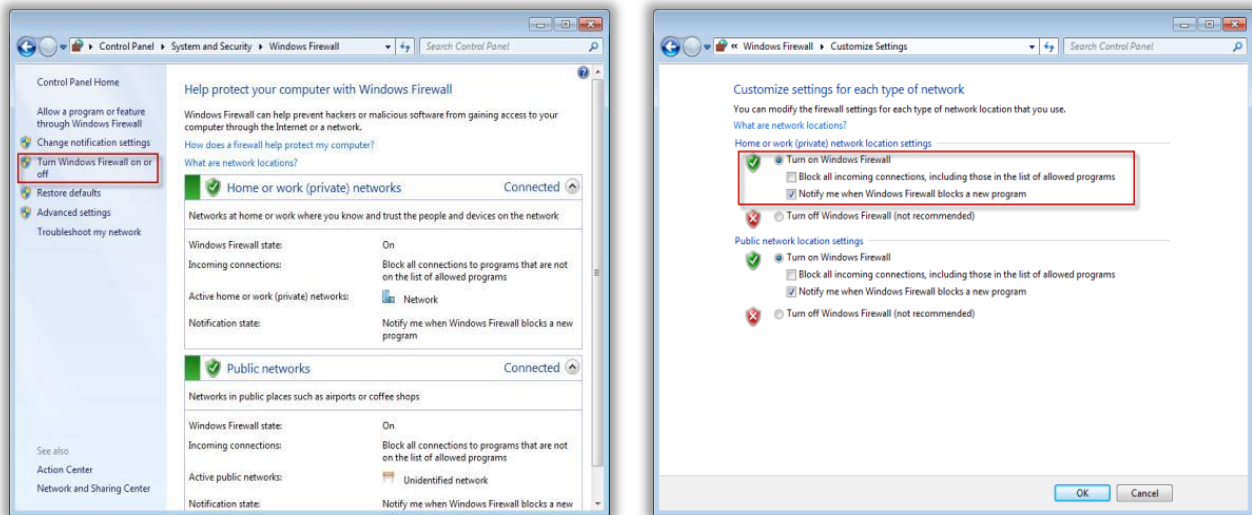 Control Panel ▸ System and Security ▸ Windows Firewall
Search Control Panel
Control Panel Home
Allow a program or feature
through Windows Firewall
Change notification settings
Turn Windows Firewall on or
off
Restore defaults
Advanced settings
Troubleshoot my network
See also
Action Center
Network and Sharing Center
Help protect your computer with Windows Firewall
Windows Firewall can help prevent hackers or malicious software from gaining access to your
computer through the Internet or a network.
How does a firewall help protect my computer?
What are network locations?
Home or work (private) networks Connected
Networks at home or work where you know and trust the people and devices on the network
Windows Firewall state: On
Incoming connections: Block all connections to programs that are not
on the list of allowed programs
Active home or work (private) networks: Network
Notification state: Notify me when Windows Firewall blocks a new
program
Public networks Connected
Networks in public places such as airports or coffee shops
Windows Firewall state: On
Incoming connections: Block all connections to programs that are not
on the list of allowed programs
Active public networks: Unidentified network
Notification state: Notify me when Windows Firewall blocks a new
« Windows Firewall ▸ Customize Settings
Search Control Panel
Customize settings for each type of network
You can modify the firewall settings for each type of network location that you use.
What are network locations?
Home or work (private) network location settings
Turn on Windows Firewall
Block all incoming connections, including those in the list of allowed programs
Notify me when Windows Firewall blocks a new program
Turn off Windows Firewall (not recommended)
Public network location settings
Turn on Windows Firewall
Block all incoming connections, including those in the list of allowed programs
Notify me when Windows Firewall blocks a new program
Turn off Windows Firewall (not recommended)
OK Cancel